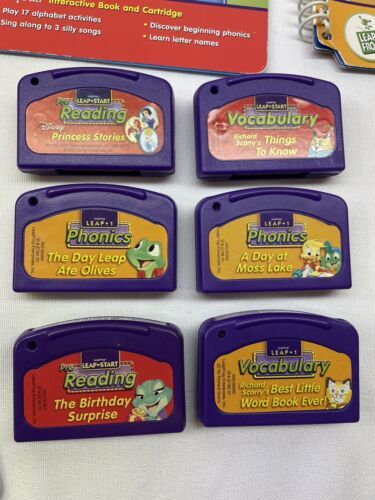 Interactive Book and Cartridge
Play 17 alphabet activities
Sing along to 3 silly songs
• Discover beginning phonics
• Learn letter names
LEAP
FROG
LEAP•START
Pre Reading
Disney
Princess Stories
LEAP•START
Vocabulary
Richard
Scarry's
Things
To Know
LEAP•1
Phonics
The Day Leap
Ate Olives
LEAP•1
Phonics
A Day at
Moss Lake
LEAP•START
Pre Reading
The Birthday
Surprise
LEAP•1
Vocabulary
Richard
Scarry's
Best Little
Word Book Ever!